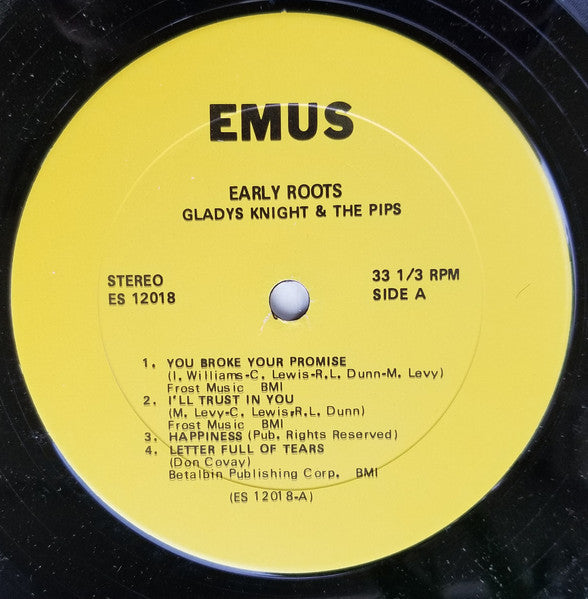 EMUS
EARLY ROOTS
GLADYS KNIGHT & THE PIPS
STEREO
ES 12018
33 1/3 RPM
SIDE A
1. YOU BROKE YOUR PROMISE
(I. Williams-C. Lewis-R.L. Dunn-M. Levy)
Frost Music BMI
2. I'LL TRUST IN YOU
(M. Levy-C. Lewis-R.L. Dunn)
Frost Music BMI
3. HAPPINESS (Pub. Rights Reserved)
4. LETTER FULL OF TEARS
(Don Covay)
Betalbin Publishing Corp. BMI
(ES 12018-A)